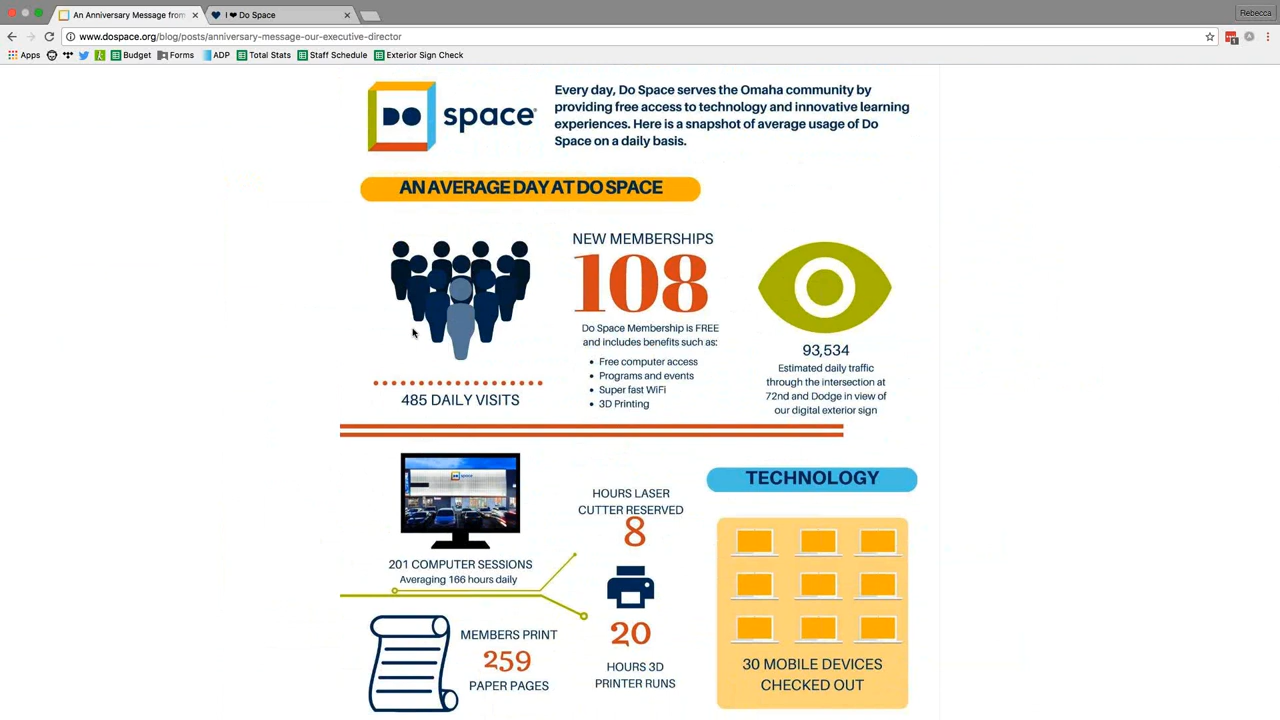 An Anniversary Message from
I ❤ Do Space
Rebecca
www.dospace.org/blog/posts/anniversary-message-our-executive-director
Apps
Budget
Forms
ADP
Total Stats
Staff Schedule
Exterior Sign Check
DO space
Every day, Do Space serves the Omaha community by
providing free access to technology and innovative learning
experiences. Here is a snapshot of average usage of Do
Space on a daily basis.
AN AVERAGE DAY AT DO SPACE
485 DAILY VISITS
NEW MEMBERSHIPS
108
Do Space Membership is FREE
and includes benefits such as:
• Free computer access
• Programs and events
• Super fast WiFi
• 3D Printing
93,534
Estimated daily traffic
through the intersection at
72nd and Dodge in view of
our digital exterior sign
DO space
201 COMPUTER SESSIONS
Averaging 166 hours daily
MEMBERS PRINT
259
PAPER PAGES
HOURS LASER
CUTTER RESERVED
8
20
HOURS 3D
PRINTER RUNS
TECHNOLOGY
30 MOBILE DEVICES
CHECKED OUT